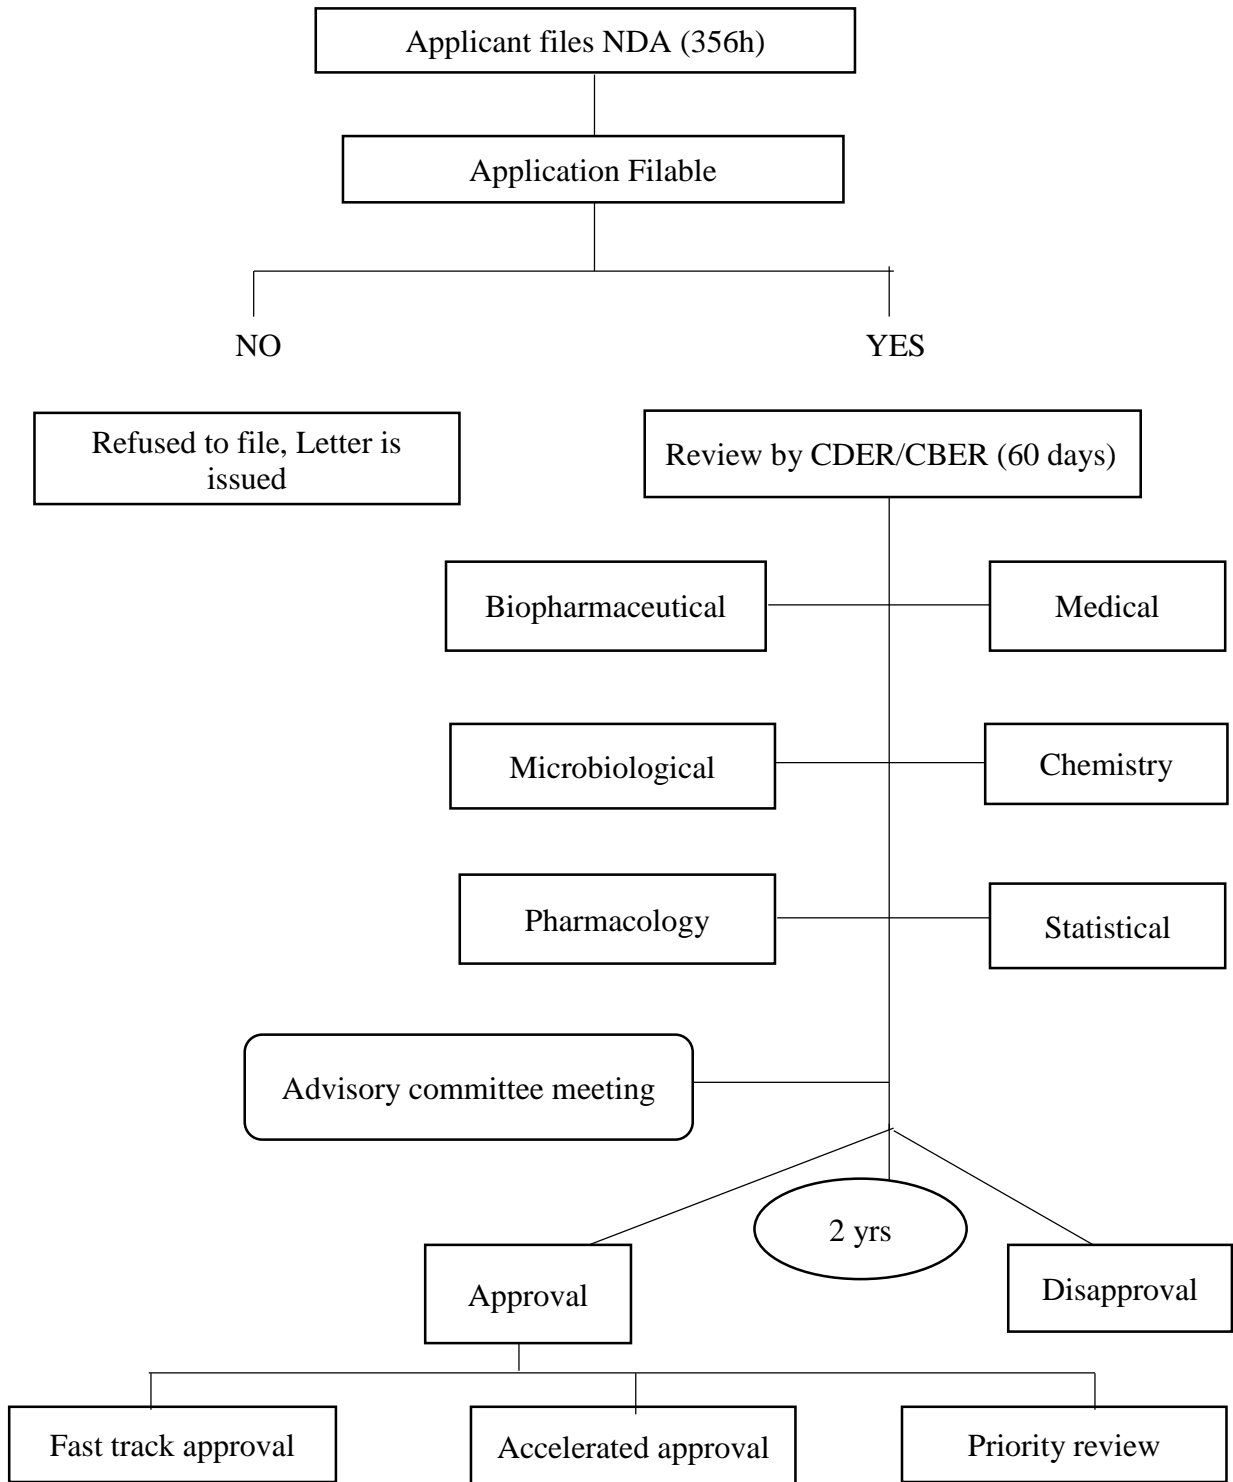 Applicant files NDA (356h)
Application Filable
NO
YES
Refused to file, Letter is
issued
Review by CDER/CBER (60 days)
Biopharmaceutical
Medical
Microbiological
Chemistry
Pharmacology
Statistical
Advisory committee meeting
2 yrs
Approval
Disapproval
Fast track approval
Accelerated approval
Priority review